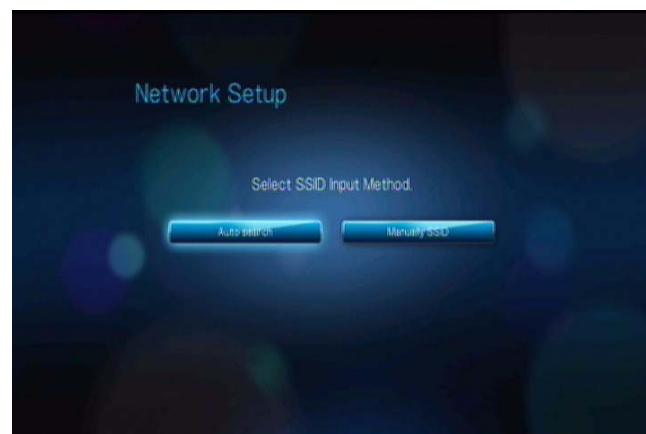 Network Setup
Select SSID Input Method.
Auto search Manually SSID